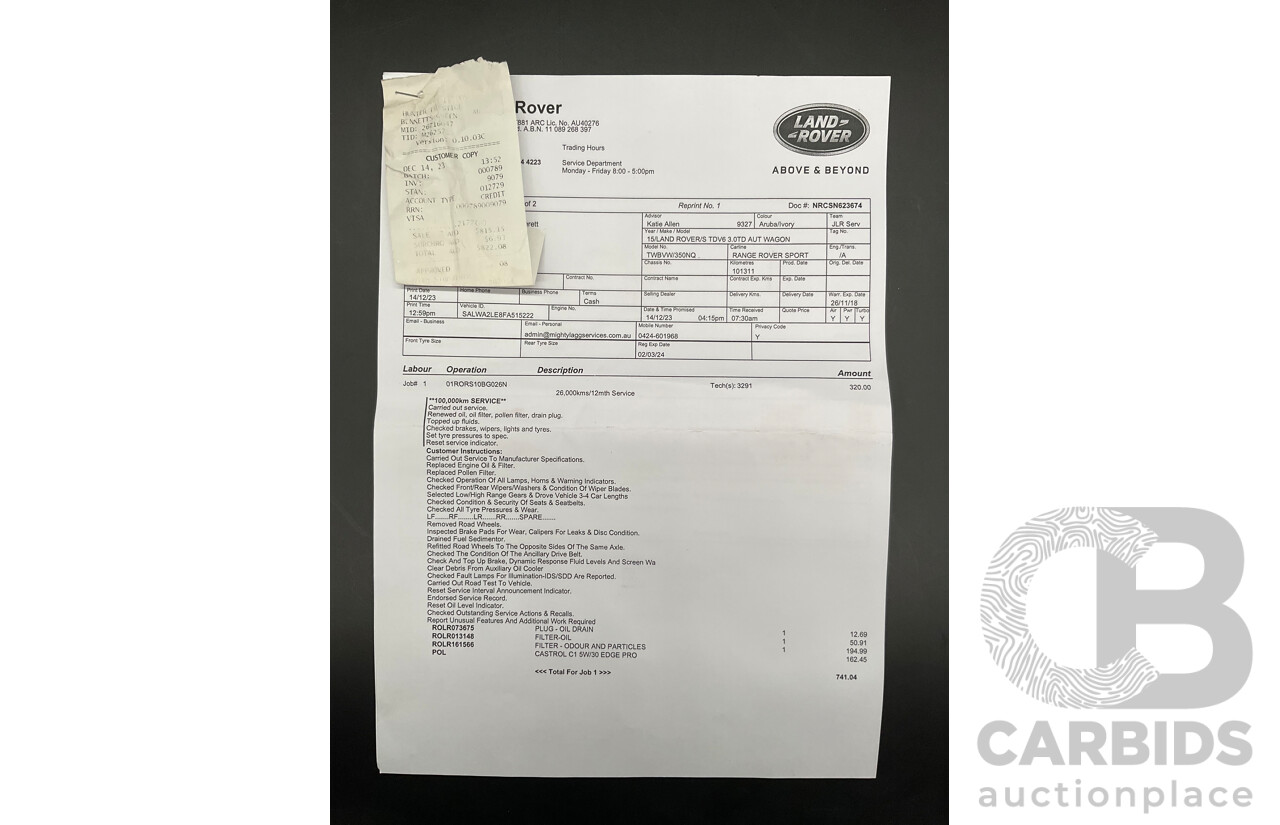 Rover
881 ARC Lic. No. AU40276
A.B.N. 11 089 268 397
Trading Hours
4 4223
Service Department
Monday - Friday 8:00 - 5:00pm
LAND-
-ROVER
ABOVE & BEYOND
Version: 0.10.03C
CUSTOMER COPY
DEC 14, 23 13:52
BATCH: 000789
INV: 9079
STAN: 012729
ACCOUNT TYPE CREDIT
RRN: 000789009079
VISA
TOTAL
of 2
Reprint No. 1
Doc #: NRCSN623674
Advisor
Katie Allen 9327
Colour
Aruba/Ivory
Team
JLR Serv
Year / Make / Model
15/LAND ROVER/S TDV6 3.0TD AUT WAGON
Tag No.
Model No.
TWBVW/350NQ
Carline
RANGE ROVER SPORT
Eng./Trans.
/A
Chassis No.
Kilometres
101311
Prod. Date
Orig. Del. Date
Contract No.
Contract Name
Contract Exp. Kms
Exp. Date
Print Date
14/12/23
Home Phone
Business Phone
Terms
Cash
Selling Dealer
Delivery Kms.
Delivery Date
Warr. Exp. Date
26/11/18
Print Time
12:59pm
Vehicle ID.
SALWA2LE8FA515222
Engine No.
Date & Time Promised
14/12/23 04:15pm
Time Received
07:30am
Quote Price
Air Pwr Turbo
Y Y Y
Email - Business
Email - Personal
admin@mightylaggservices.com.au
Mobile Number
0424-601968
Privacy Code
Y
Front Tyre Size
Rear Tyre Size
Reg Exp Date
02/03/24
Labour Operation Description Amount
Job# 1 01RORS10BG026N Tech(s): 3291 320.00
26,000kms/12mth Service
**100,000km SERVICE**
Carried out service.
Renewed oil, oil filter, pollen filter, drain plug.
Topped up fluids.
Checked brakes, wipers, lights and tyres.
Set tyre pressures to spec.
Reset service indicator.
Customer Instructions:
Carried Out Service To Manufacturer Specifications.
Replaced Engine Oil & Filter.
Replaced Pollen Filter.
Checked Operation Of All Lamps, Horns & Warning Indicators.
Checked Front/Rear Wipers/Washers & Condition Of Wiper Blades.
Selected Low/High Range Gears & Drove Vehicle 3-4 Car Lengths
Checked Condition & Security Of Seats & Seatbelts.
Checked All Tyre Pressures & Wear.
LF......RF.......LR.......RR.......SPARE.......
Removed Road Wheels.
Inspected Brake Pads For Wear, Calipers For Leaks & Disc Condition.
Drained Fuel Sedimentor.
Refitted Road Wheels To The Opposite Sides Of The Same Axle.
Checked The Condition Of The Ancillary Drive Belt.
Check And Top Up Brake, Dynamic Response Fluid Levels And Screen Wa
Clear Debris From Auxiliary Oil Cooler
Checked Fault Lamps For Illumination-IDS/SDD Are Reported.
Carried Out Road Test To Vehicle.
Reset Service Interval Announcement Indicator.
Endorsed Service Record.
Reset Oil Level Indicator.
Checked Outstanding Service Actions & Recalls.
Report Unusual Features And Additional Work Required
ROLR073675 PLUG - OIL DRAIN 1 12.69
ROLR013148 FILTER-OIL 1 50.91
ROLR161566 FILTER - ODOUR AND PARTICLES 1 194.99
POL CASTROL C1 5W/30 EDGE PRO 162.45
<<< Total For Job 1 >>> 741.04
CB
CARBIDS
auctionplace